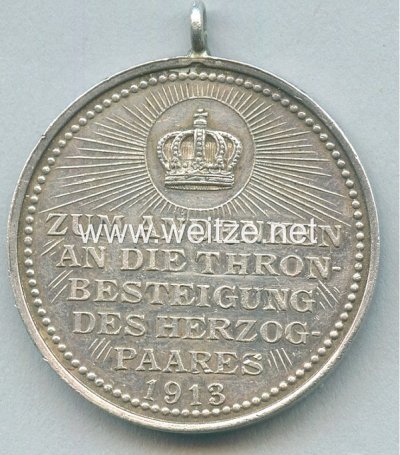 ZUM
www.weitze.net
AN DIE THRON-
BESTEIGUNG
DES HERZOG-
PAARES
1913